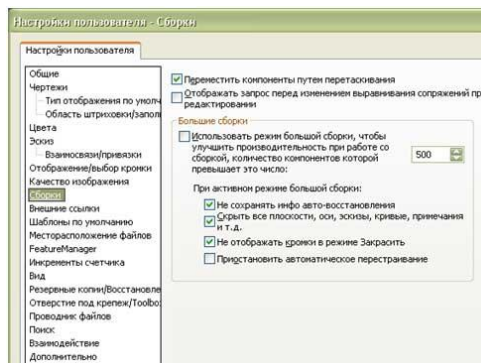 Настройки пользователя - Сборки
Настройки пользователя
Общие
Чертежи
Тип отображения по умолч
Область штриховки/запол
Цвета
Эскиз
Взаимосвязи/привязки
Отображение/выбор кромки
Качество изображения
Сборки
Внешние ссылки
Шаблоны по умолчанию
Месторасположение файлов
FeatureManager
Инкременты счетчика
Вид
Резервные копии/Восстановле
Отверстие под крепеж/Toolbo
Проводник файлов
Поиск
Взаимодействие
Дополнительно
Переместить компоненты путем перетаскивания
Отображать запрос перед изменением выравнивания сопряжений пр
редактировании
Большие сборки
Использовать режим большой сборки, чтобы
улучшить производительность при работе со
сборкой, количество компонентов которой
превышает это число:
500
При активном режиме большой сборки:
Не сохранять инфо авто-восстановления
Скрыть все плоскости, оси, эскизы, кривые, примечания
и т.д.
Не отображать кромки в режиме Закрасить
Приостановить автоматическое перестраивание